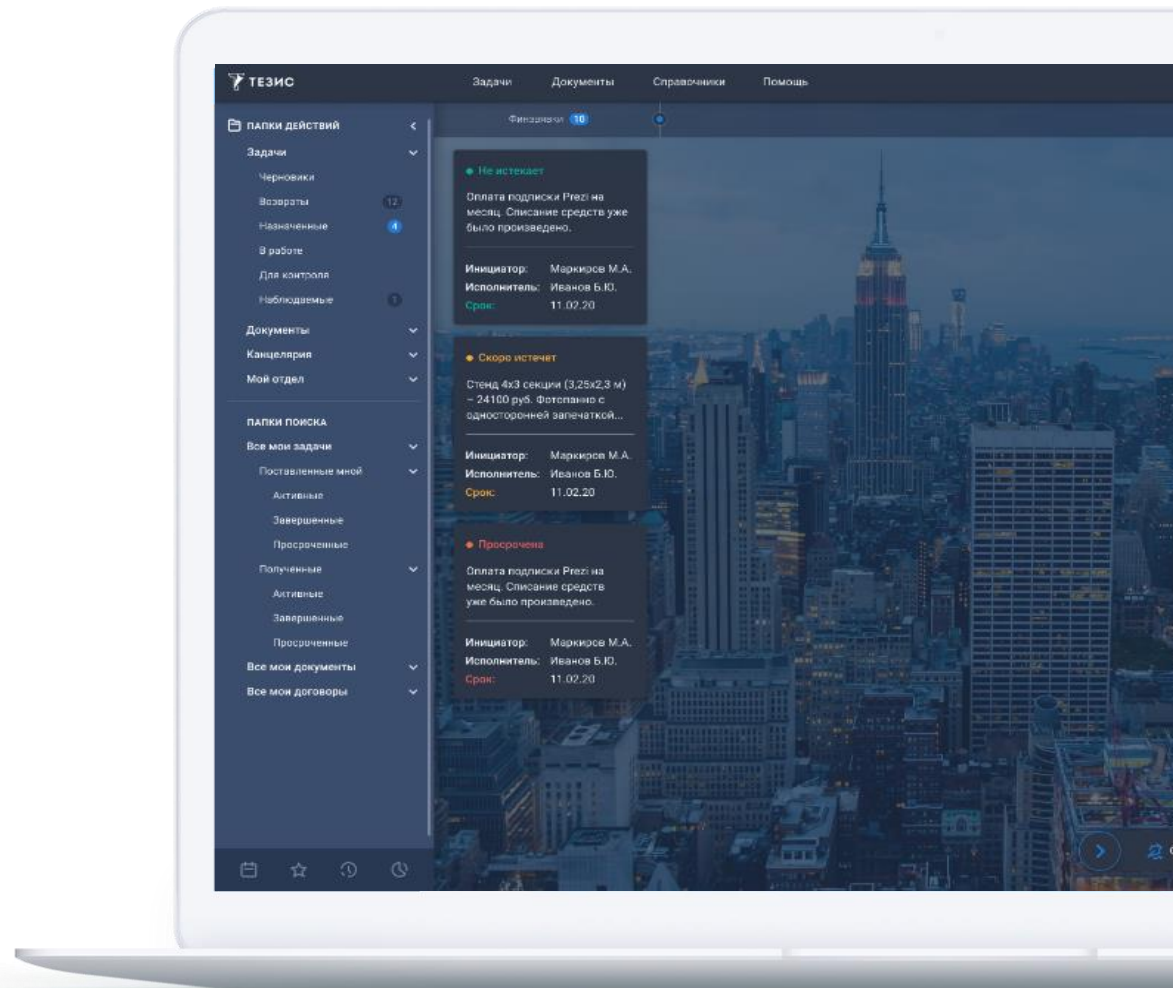 ТЕЗИС
Задачи Документы Справочники Помощь
ПАПКИ ДЕЙСТВИЙ
Задачи
Черновики
Возвраты 12
Назначенные 4
В работе
Для контроля
Наблюдаемые
Документы
Канцелярия
Мой отдел
ПАПКИ ПОИСКА
Все мои задачи
Поставленные мной
Активные
Завершенные
Просроченные
Полученные
Активные
Завершенные
Просроченные
Все мои документы
Все мои договоры
10
Не истекает
Оплата подписки Prezi на
месяц. Списание средств уже
было произведено.
Инициатор: Маркиров М.А.
Исполнитель: Иванов Б.Ю.
Срок: 11.02.20
Скоро истечет
Стенд 4х3 секции (3,25х2,3 м)
– 24100 руб. Фотопанно с
односторонней запечаткой...
Инициатор: Маркиров М.А.
Исполнитель: Иванов Б.Ю.
Срок: 11.02.20
Просрочена
Оплата подписки Prezi на
месяц. Списание средств
уже было произведено.
Инициатор: Маркиров М.А.
Исполнитель: Иванов Б.Ю.
Срок: 11.02.20